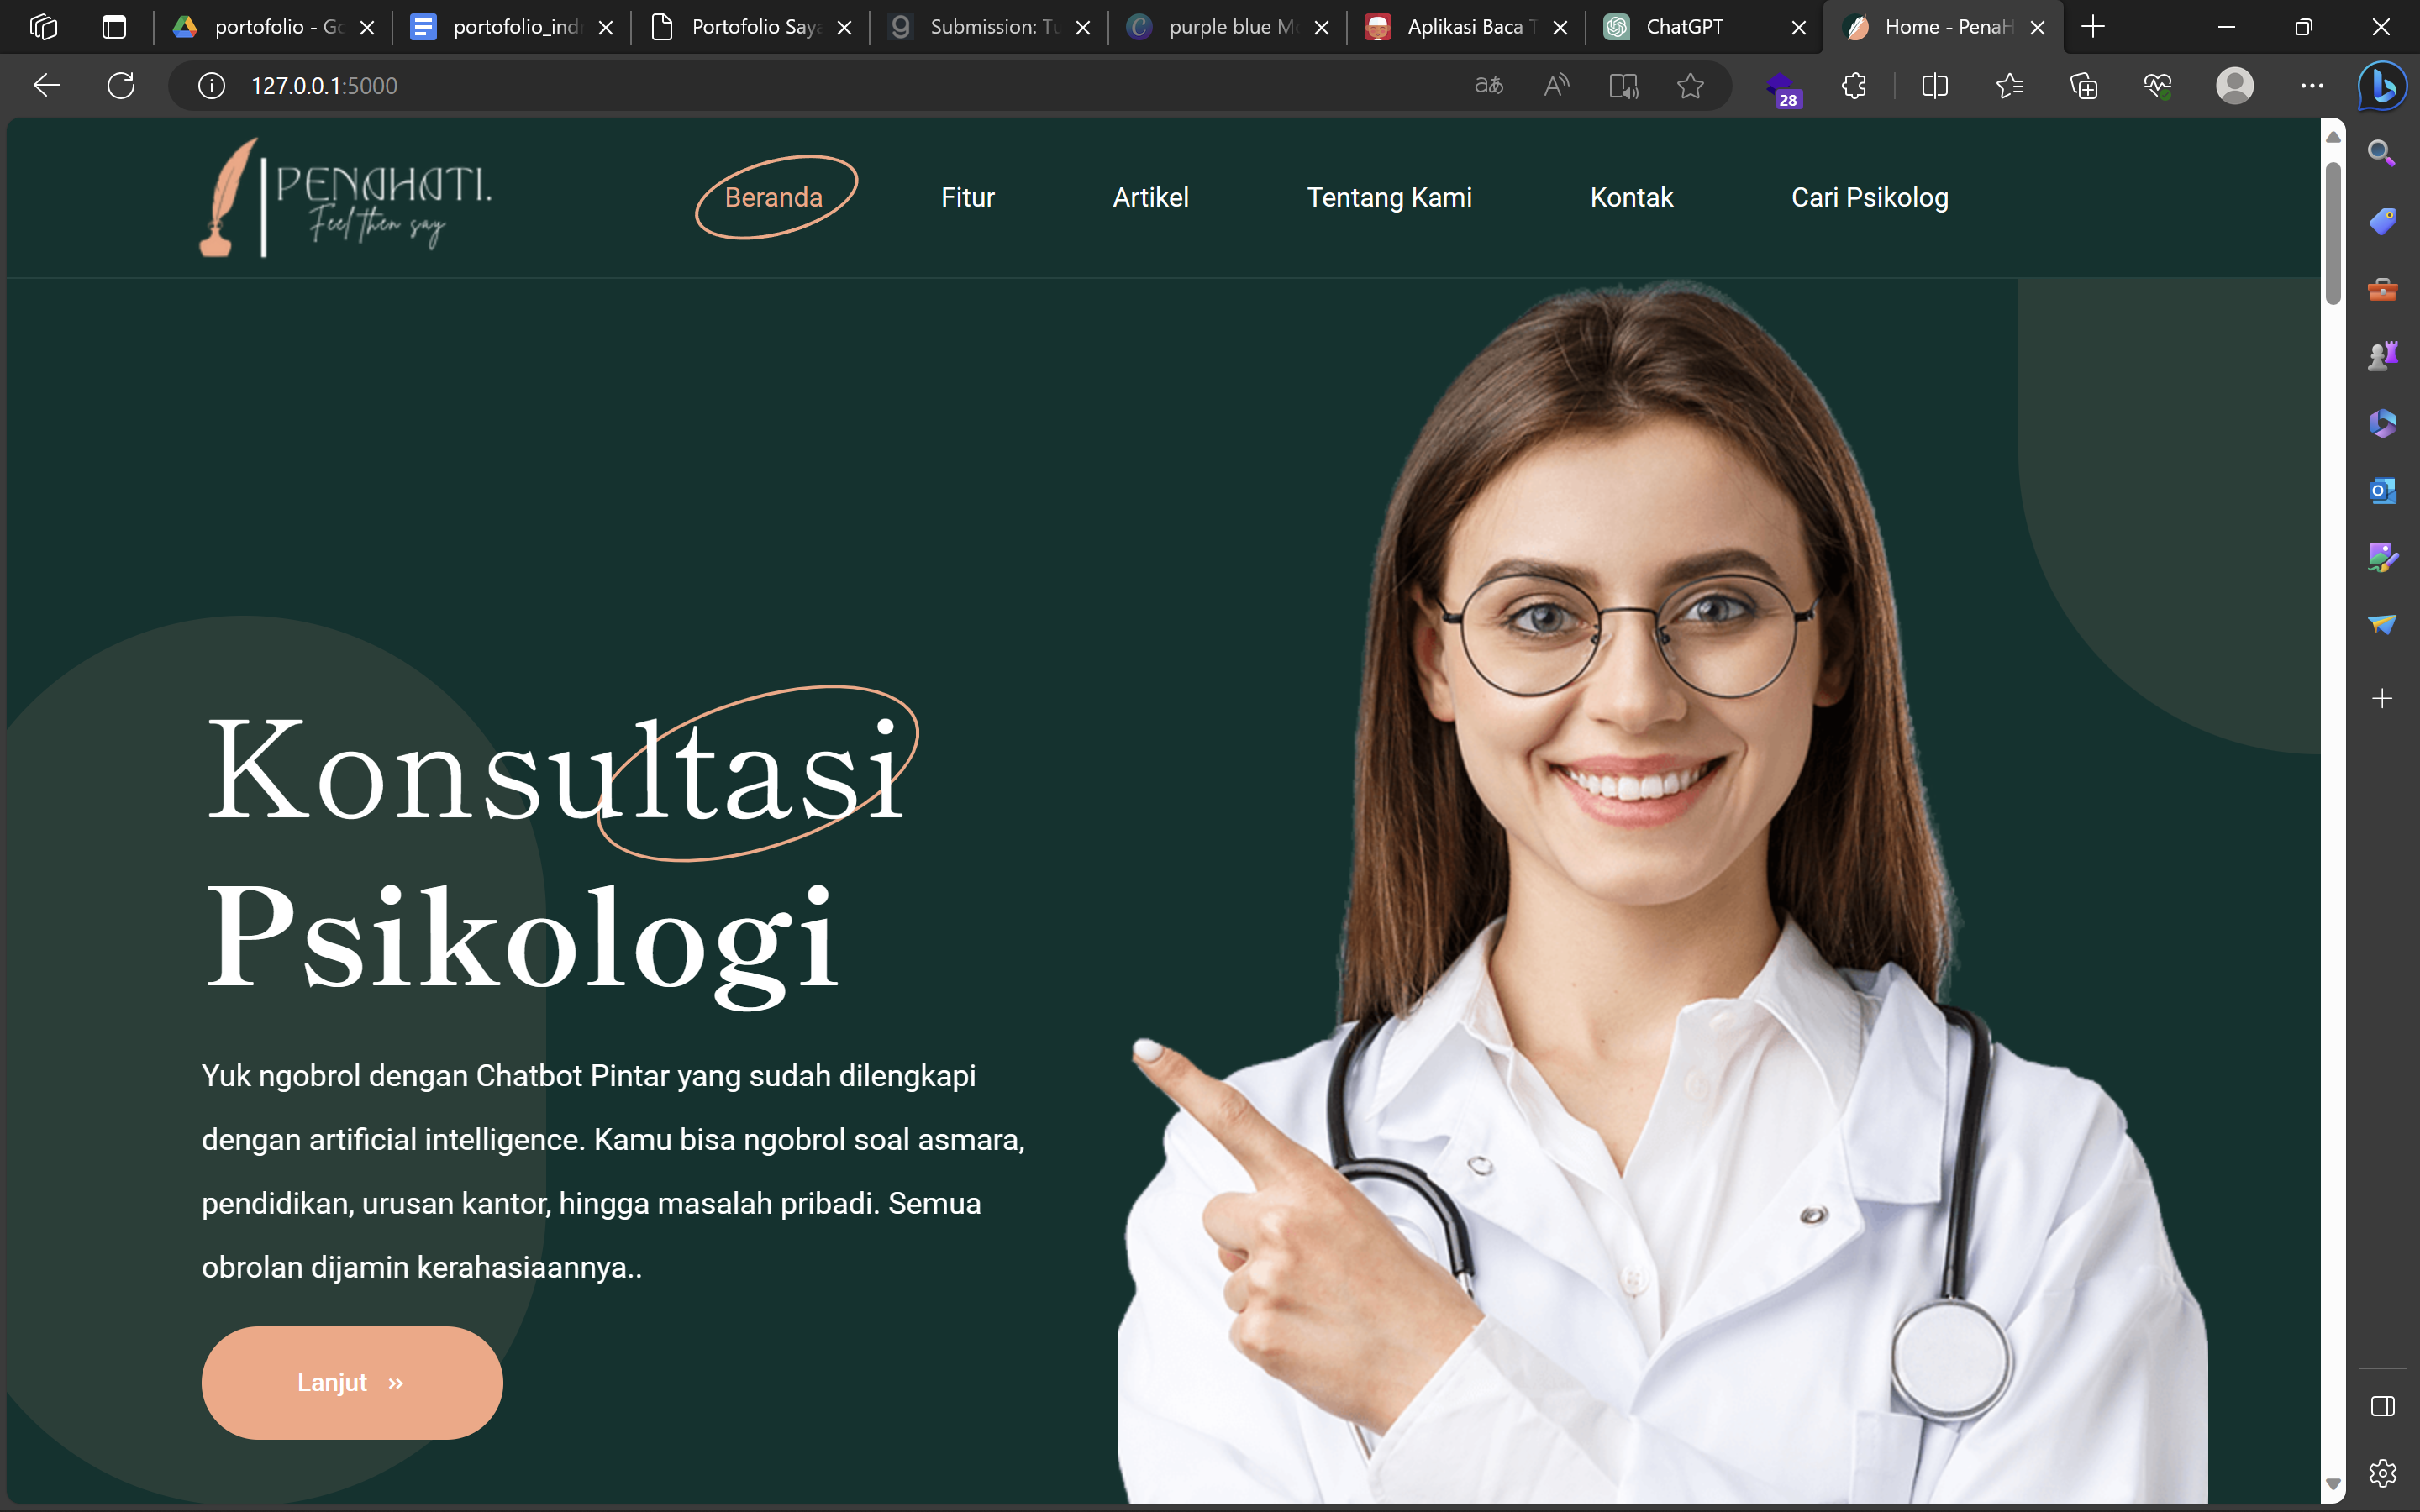 portofolio - Go
portofolio_ind
Portofolio Saya
Submission: Tu
purple blue Mo
Aplikasi Baca T
ChatGPT
Home - PenaH
127.0.0.1:5000
28
PENAHATI.
Feel then say
Beranda
Fitur
Artikel
Tentang Kami
Kontak
Cari Psikolog
Konsultasi
Psikologi
Yuk ngobrol dengan Chatbot Pintar yang sudah dilengkapi
dengan artificial intelligence. Kamu bisa ngobrol soal asmara,
pendidikan, urusan kantor, hingga masalah pribadi. Semua
obrolan dijamin kerahasiaannya..
Lanjut »